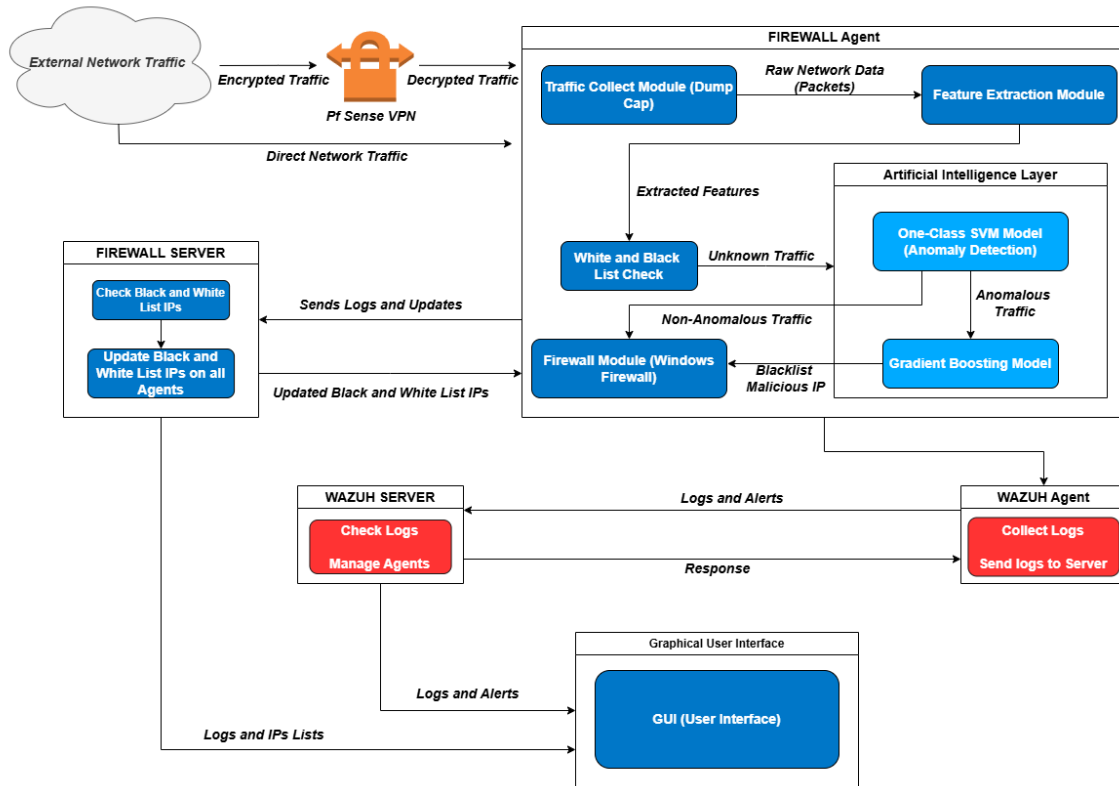 External Network Traffic
Encrypted Traffic
Decrypted Traffic
Pf Sense VPN
Direct Network Traffic
FIREWALL Agent
Traffic Collect Module (Dump
Cap)
Raw Network Data
(Packets)
Feature Extraction Module
Extracted Features
Artificial Intelligence Layer
One-Class SVM Model
(Anomaly Detection)
White and Black
List Check
Unknown Traffic
Anomalous
Traffic
Non-Anomalous Traffic
Firewall Module (Windows
Firewall)
Blacklist
Malicious IP
Gradient Boosting Model
FIREWALL SERVER
Check Black and White
List IPs
Update Black and
White List IPs on all
Agents
Sends Logs and Updates
Updated Black and White List IPs
WAZUH SERVER
Check Logs
Manage Agents
Logs and Alerts
Response
WAZUH Agent
Collect Logs
Send logs to Server
Graphical User Interface
GUI (User Interface)
Logs and Alerts
Logs and IPs Lists